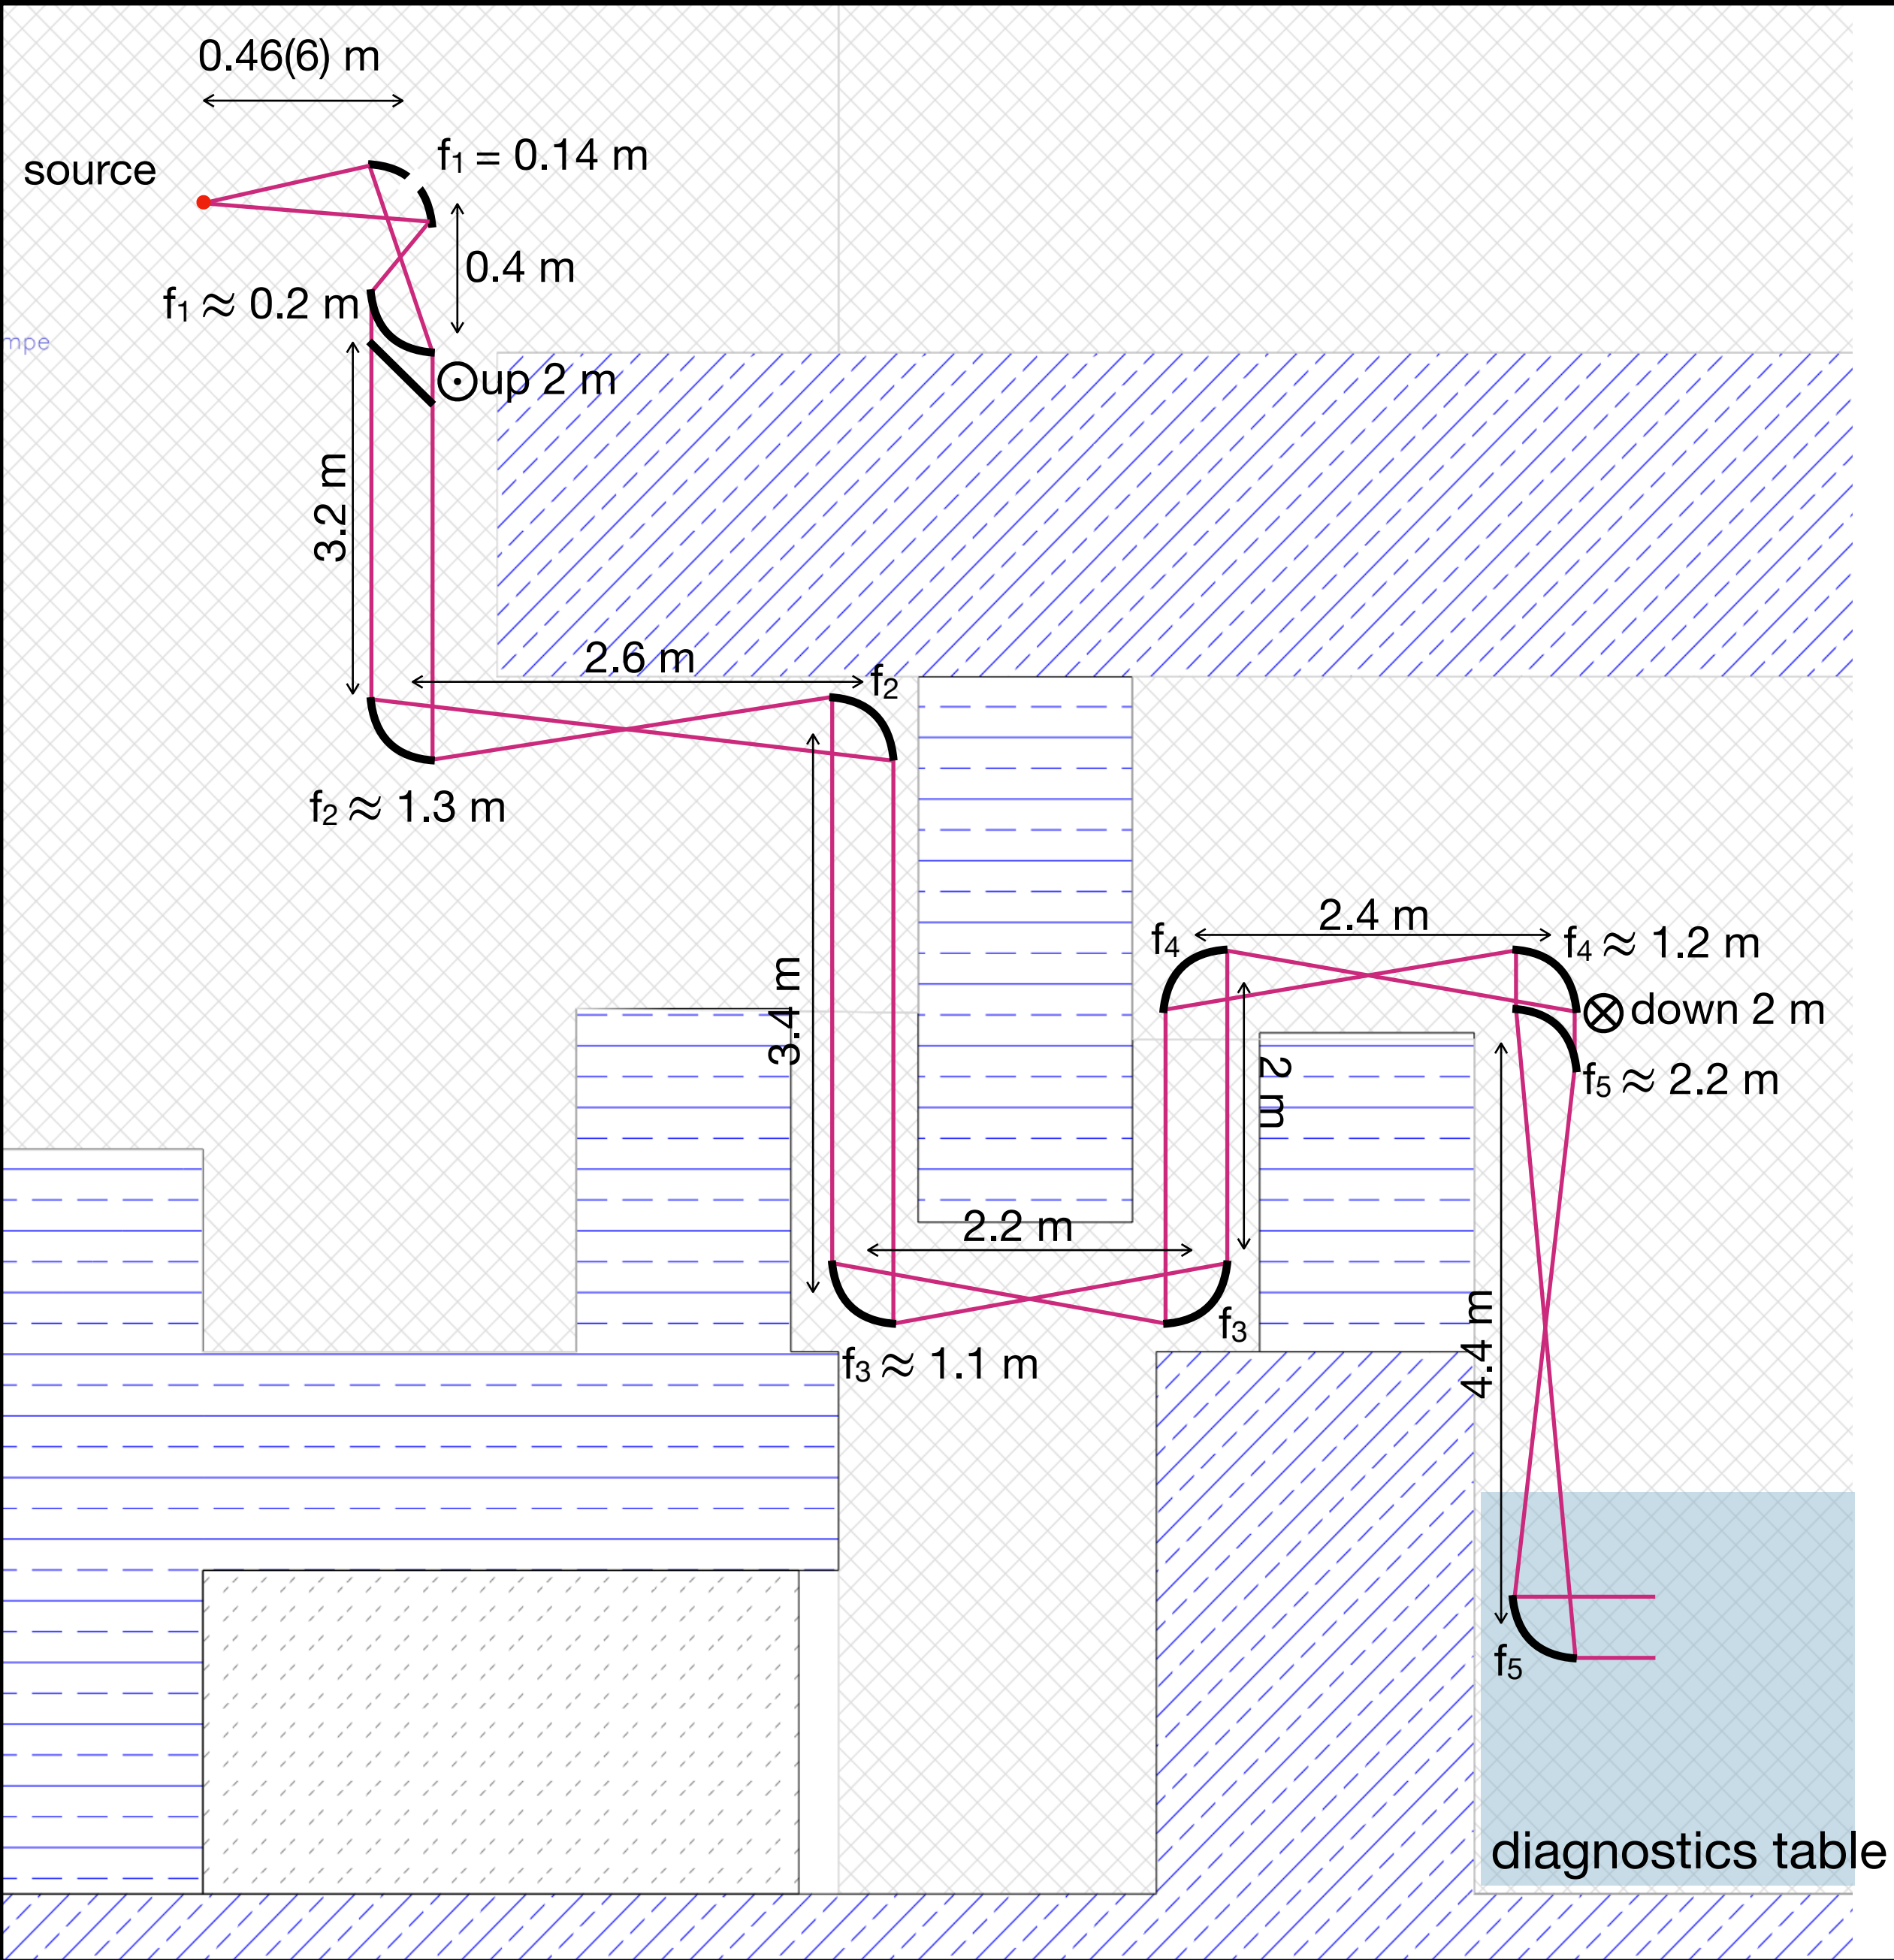 0.46(6) m
source
f₁ = 0.14 m
0.4 m
f₁ ≈ 0.2 m
mpe
up 2 m
3.2 m
2.6 m
f₂
f₂ ≈ 1.3 m
3.4 m
2.4 m
f₄
f₄ ≈ 1.2 m
down 2 m
2 m
f₅ ≈ 2.2 m
2.2 m
f₃
f₃ ≈ 1.1 m
4.4 m
f₅
diagnostics table